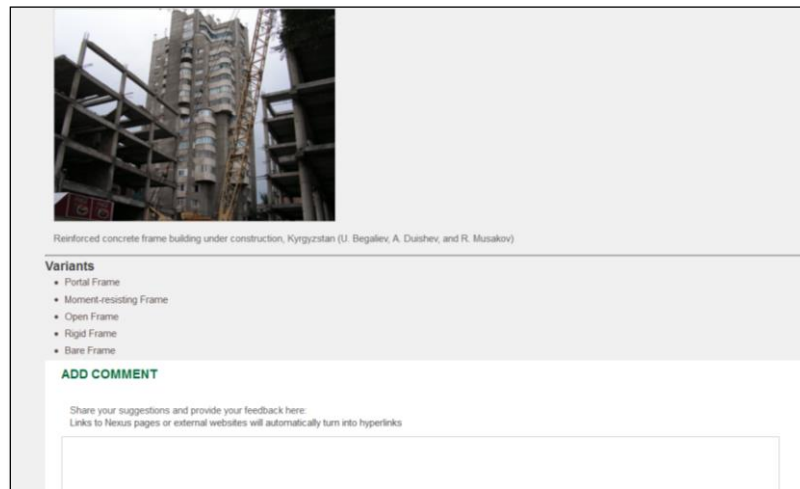 Reinforced concrete frame building under construction, Kyrgyzstan (U. Begaliev, A. Duishev, and R. Musakov)
Variants
Portal Frame
Moment-resisting Frame
Open Frame
Rigid Frame
Bare Frame
ADD COMMENT
Share your suggestions and provide your feedback here:
Links to Nexus pages or external websites will automatically turn into hyperlinks